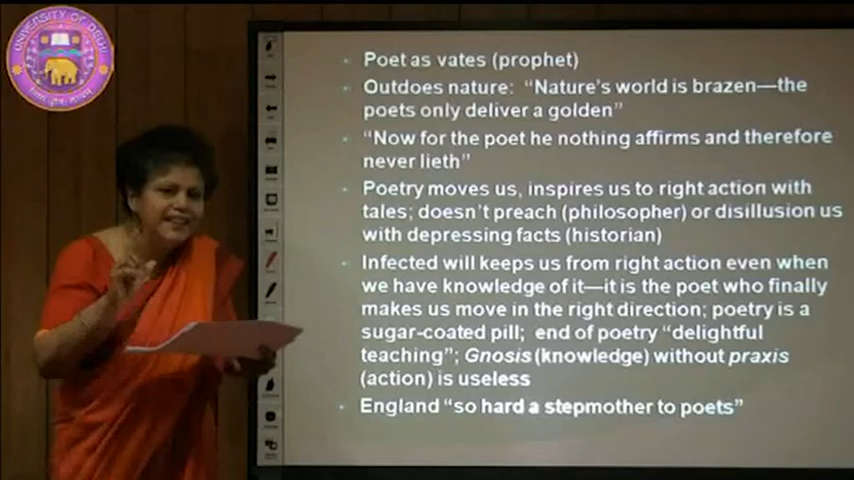 UNIVERSITY OF DELHI
Poet as vates (prophet)
Outdoes nature: "Nature's world is brazen—the
poets only deliver a golden"
"Now for the poet he nothing affirms and therefore
never lieth"
Poetry moves us, inspires us to right action with
tales; doesn't preach (philosopher) or disillusion us
with depressing facts (historian)
Infected will keeps us from right action even when
we have knowledge of it—it is the poet who finally
makes us move in the right direction; poetry is a
sugar-coated pill; end of poetry "delightful
teaching"; Gnosis (knowledge) without praxis
(action) is useless
England "so hard a stepmother to poets"